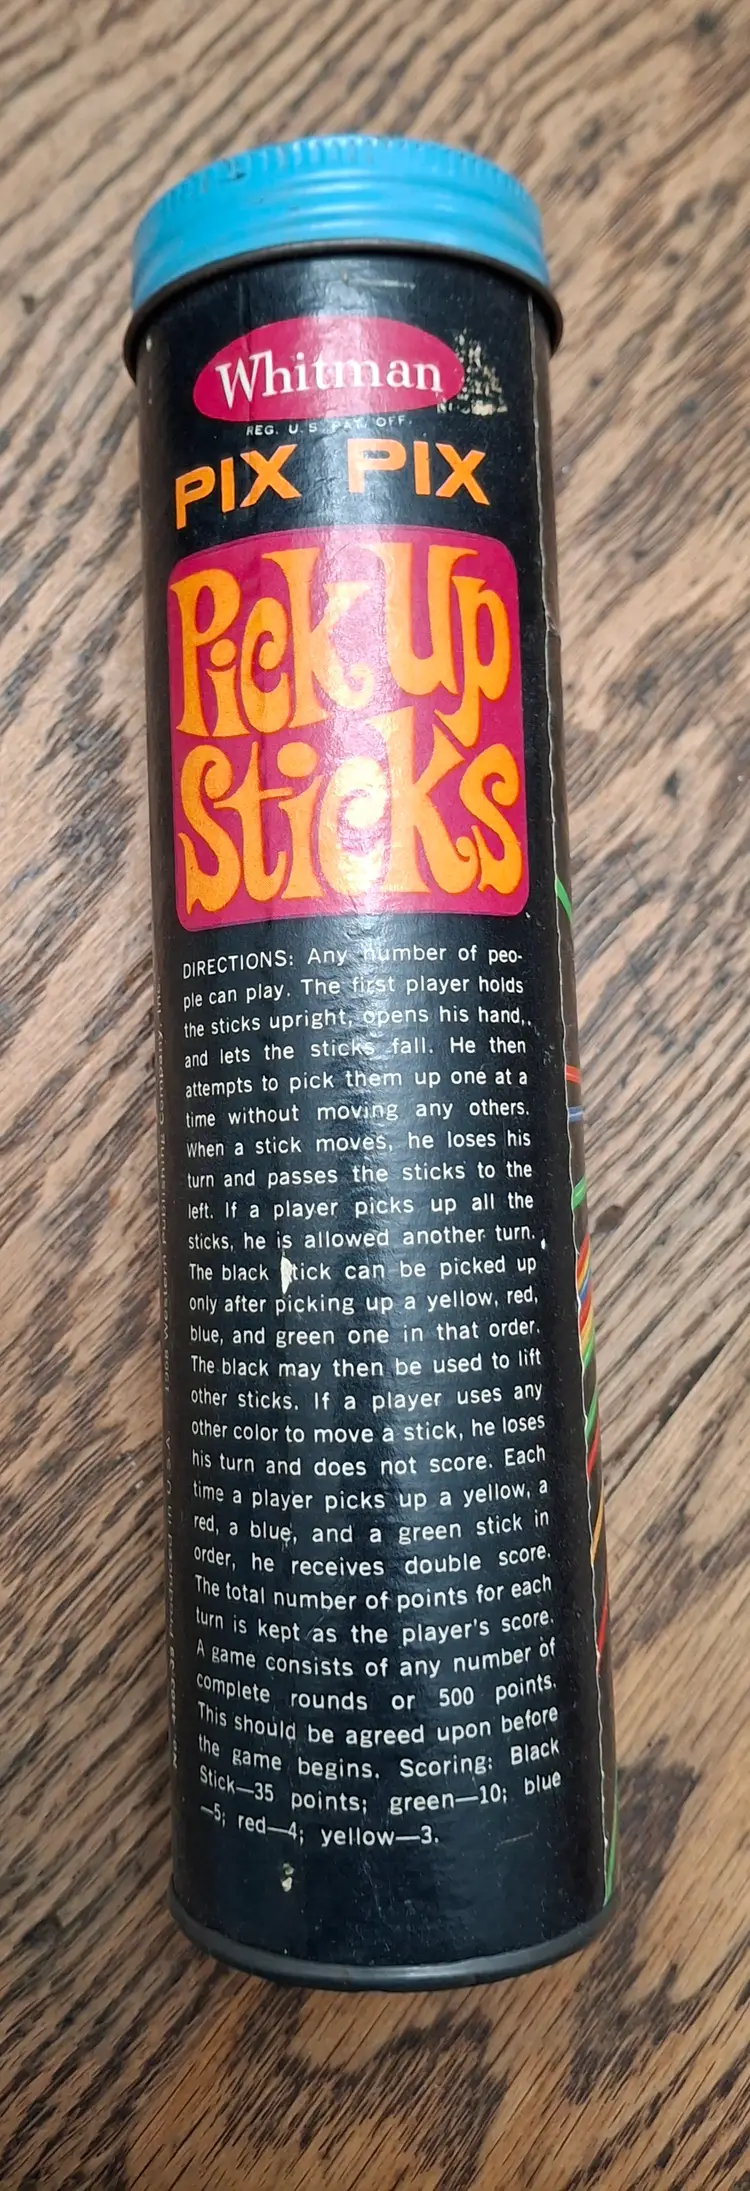 Whitman
REG. U.S. PAT. OFF.
PIX PIX
Pick Up
Sticks
DIRECTIONS: Any number of peo-
ple can play. The first player holds
the sticks upright, opens his hand,
and lets the sticks fall. He then
attempts to pick them up one at a
time without moving any others.
When a stick moves, he loses his
turn and passes the sticks to the
left. If a player picks up all the
sticks, he is allowed another turn.
The black tick can be picked up
only after picking up a yellow, red,
blue, and green one in that order.
The black may then be used to lift
other sticks. If a player uses any
other color to move a stick, he loses
his turn and does not score. Each
time a player picks up a yellow, a
red, a blue, and a green stick in
order, he receives double score.
The total number of points for each
turn is kept as the player's score.
A game consists of any number of
complete rounds or 500 points.
This should be agreed upon before
the game begins. Scoring: Black
Stick—35 points; green—10; blue
—5; red—4; yellow—3.
Produced in U.S.A. 1968 Western Publishing Company, Inc.